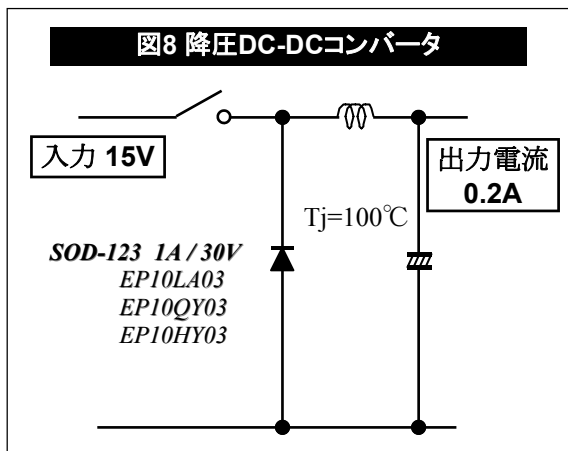 図8 降圧DC-DCコンバータ
入力 15V
出力電流
0.2A
Tj=100℃
SOD-123 1A / 30V
EP10LA03
EP10QY03
EP10HY03